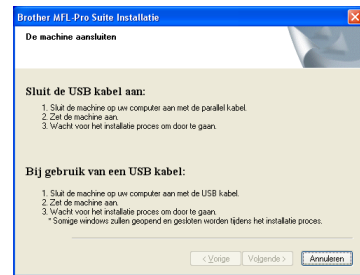 Brother MFL-Pro Suite Installatie
De machine aansluiten
Sluit de USB kabel aan:
1. Sluit de machine op uw computer aan met de parallel kabel.
2. Zet de machine aan.
3. Wacht voor het installatie proces om door te gaan.
Bij gebruik van een USB kabel:
1. Sluit de machine op uw computer aan met de USB kabel.
2. Zet de machine aan.
3. Wacht voor het installatie proces om door te gaan.
* Somige windows zullen geopend en gesloten worden tijdens het installatie proces.
< Vorige Volgende > Annuleren